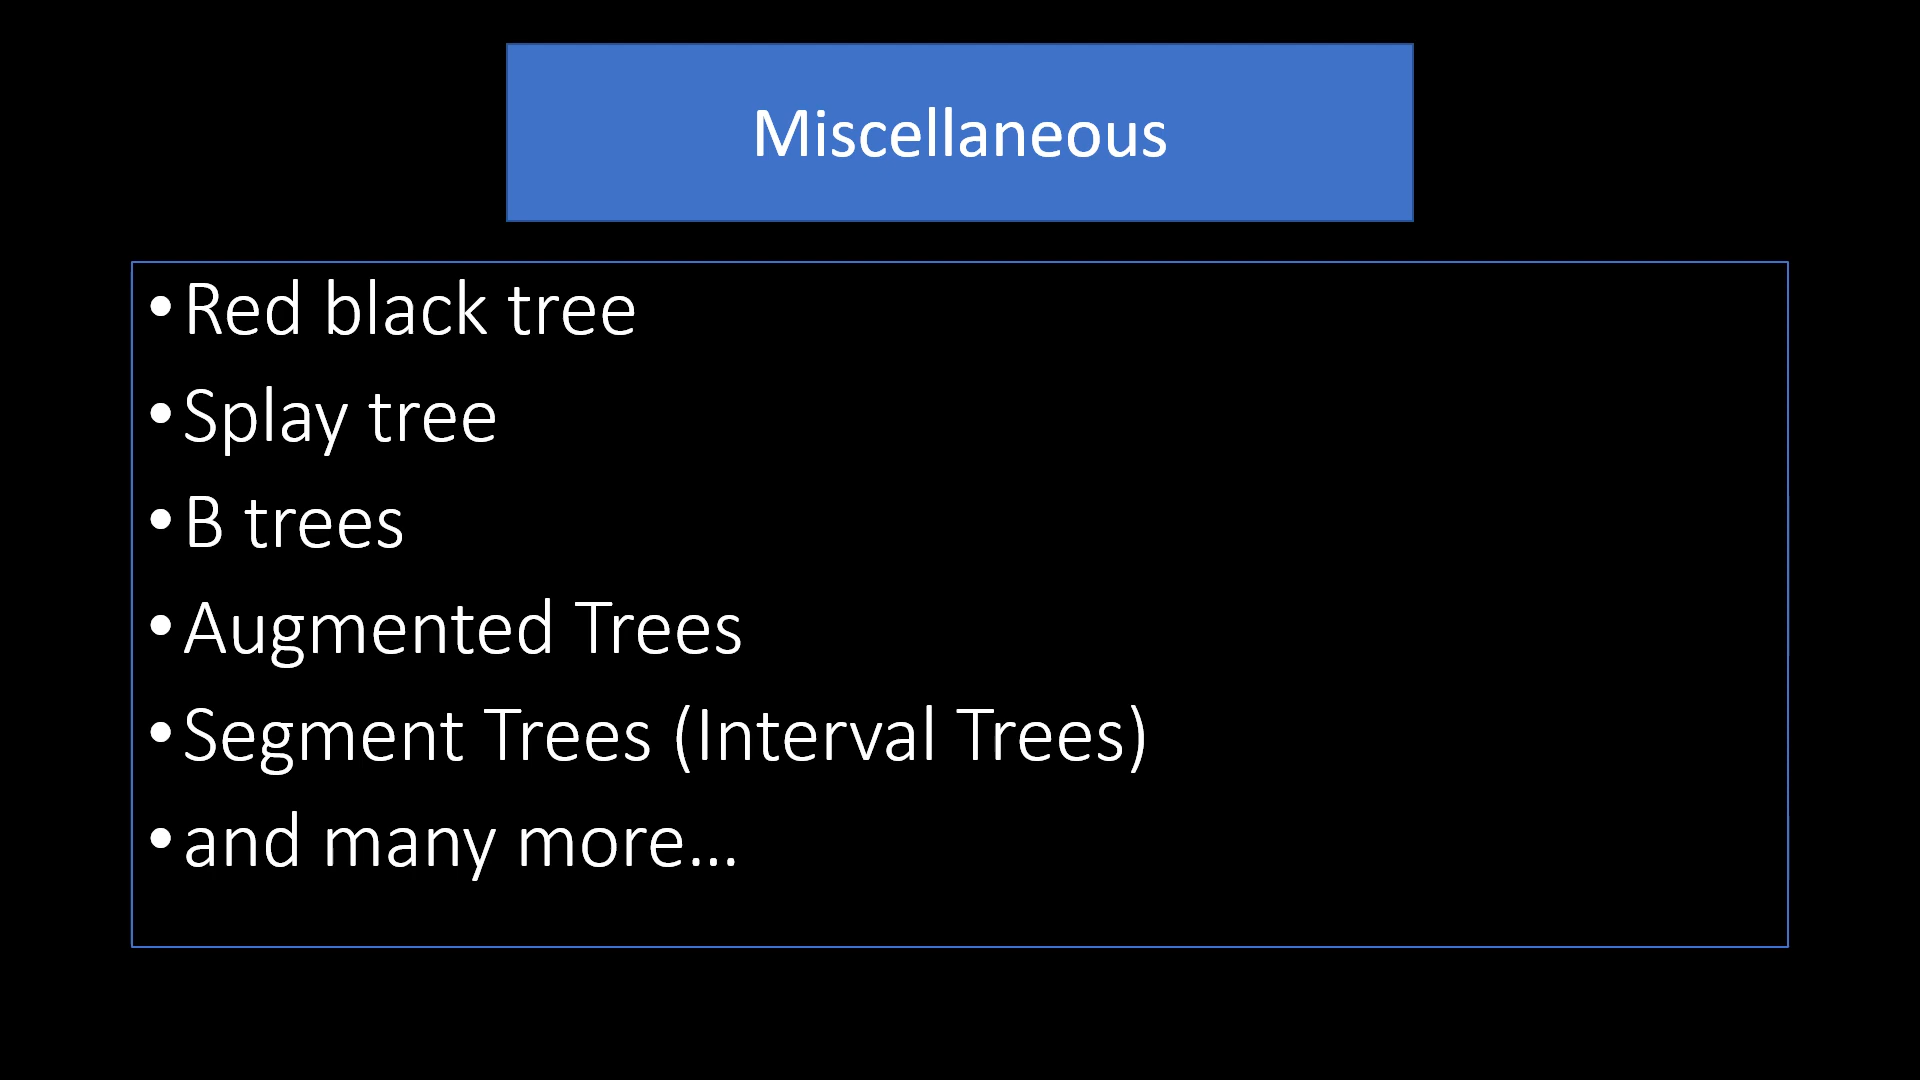 Miscellaneous
•Red black tree
•Splay tree
•B trees
•Augmented Trees
•Segment Trees (Interval Trees)
•and many more...